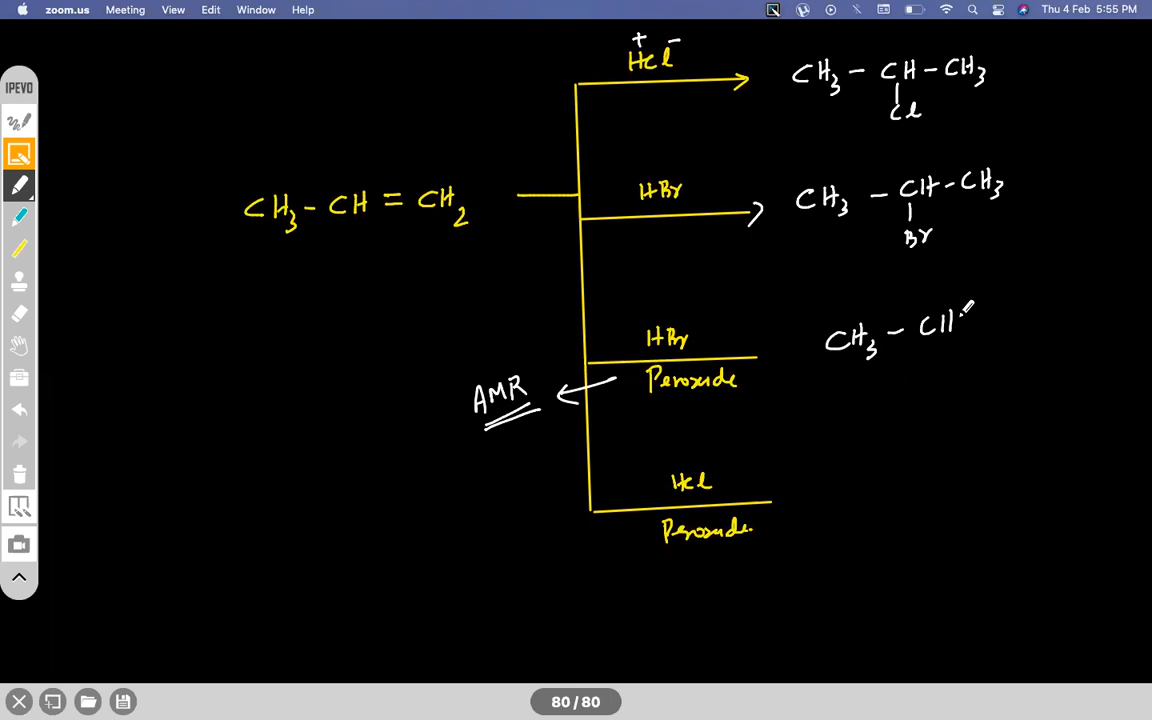 zoom.us Meeting View Edit Window Help Thu 4 Feb 5:55 PM
IPEVO
+ -
HCl
CH3 - CH - CH3
Cl
CH3 - CH = CH2
HBr
CH3 - CH - CH3
Br
HBr
Peroxide
CH3 - CH
AMR
HCl
Peroxide
80 / 80